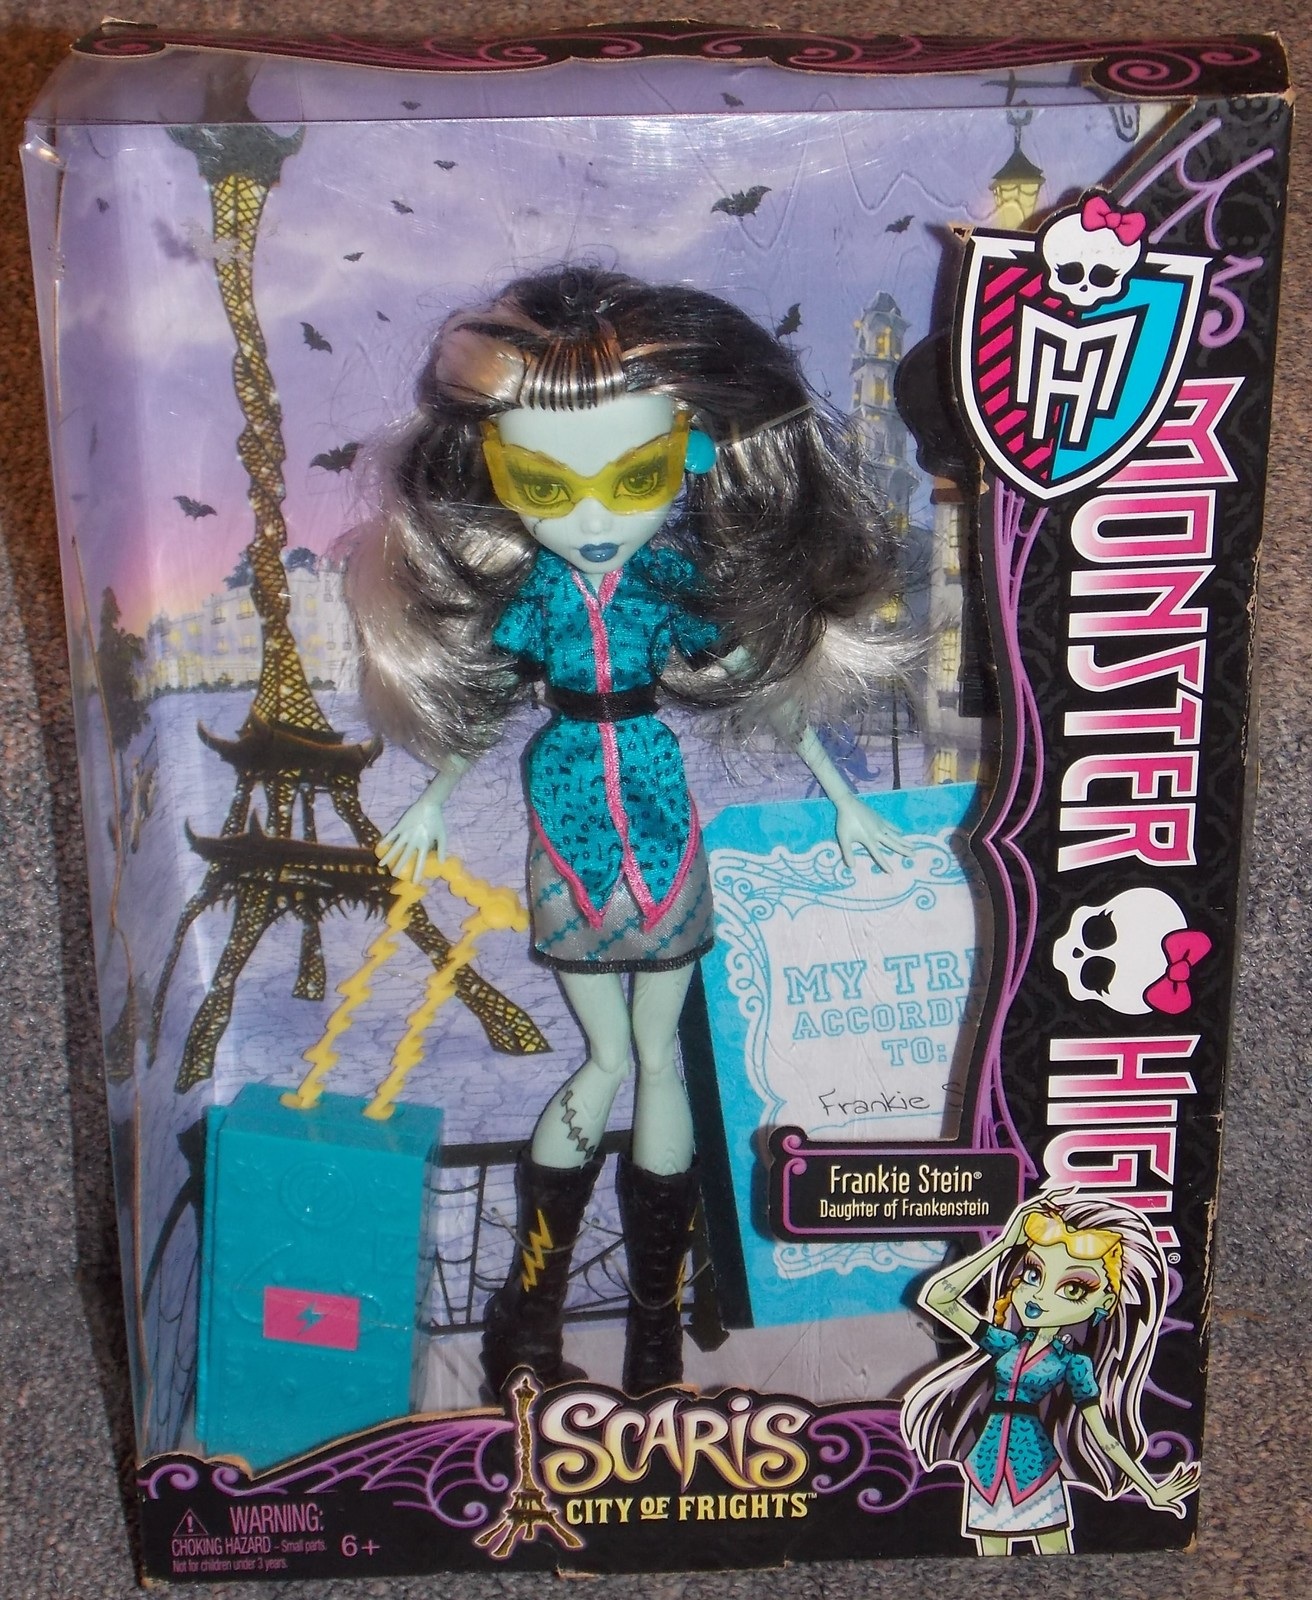 MH
MONSTER HIGH®
MY TRI
ACCORDI
TO:
Frankie S
Frankie Stein®
Daughter of Frankenstein
SCARIS
CITY OF FRIGHTS™
WARNING:
CHOKING HAZARD – Small parts.
Not for children under 3 years.
6+